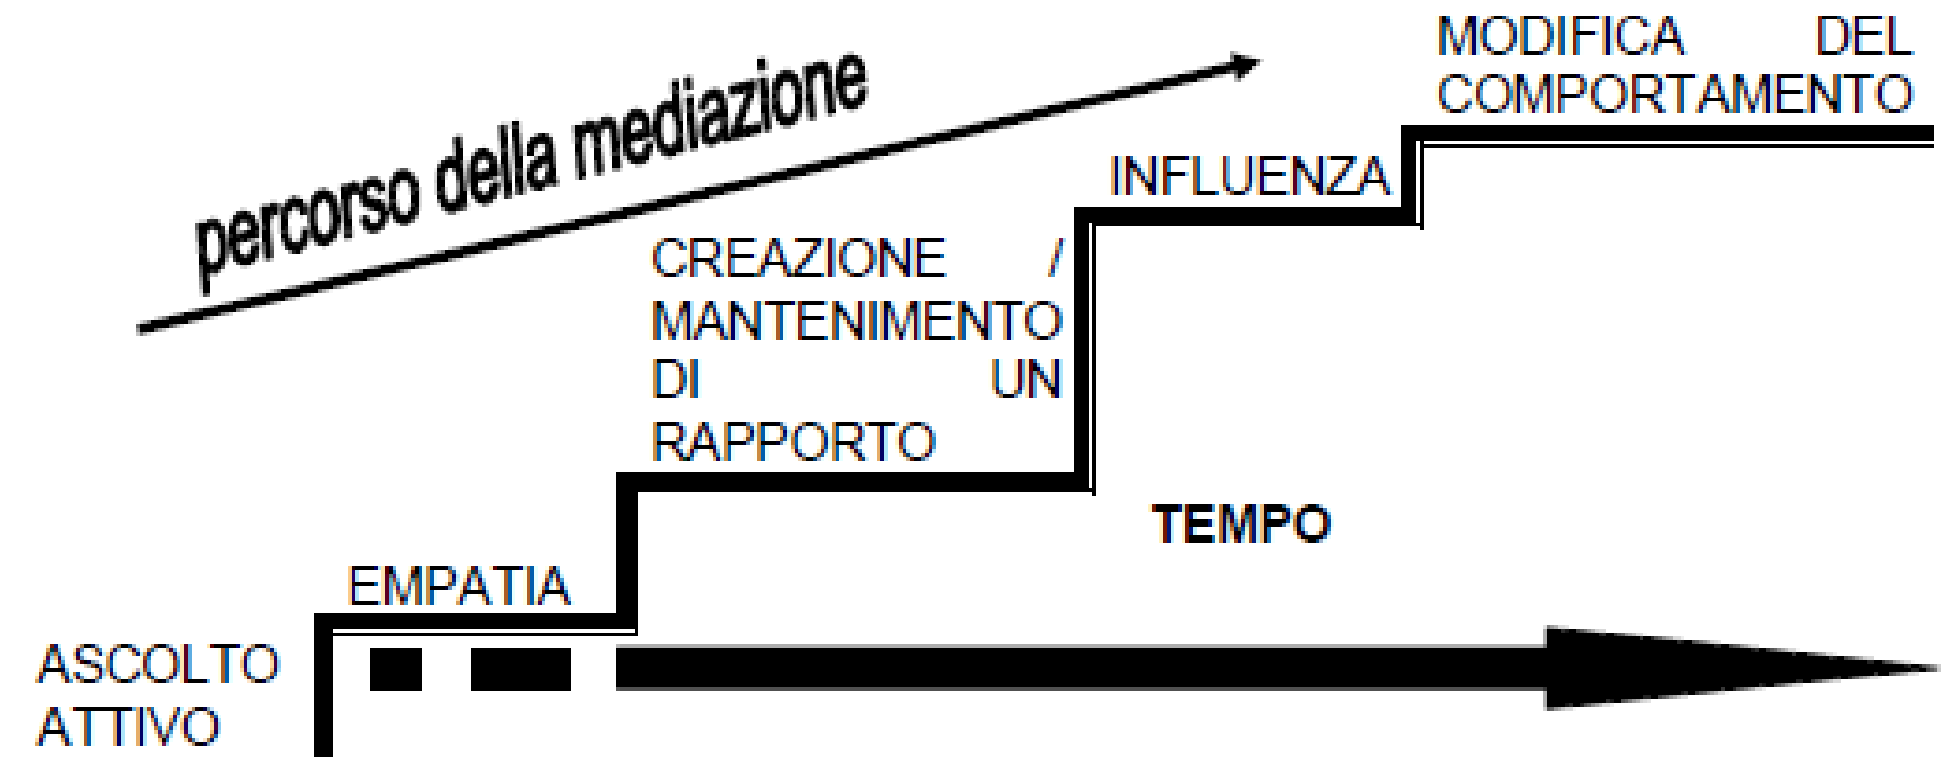 MODIFICA DEL
COMPORTAMENTO
percorso della mediazione
INFLUENZA
CREAZIONE /
MANTENIMENTO
DI UN
RAPPORTO
TEMPO
EMPATIA
ASCOLTO
ATTIVO